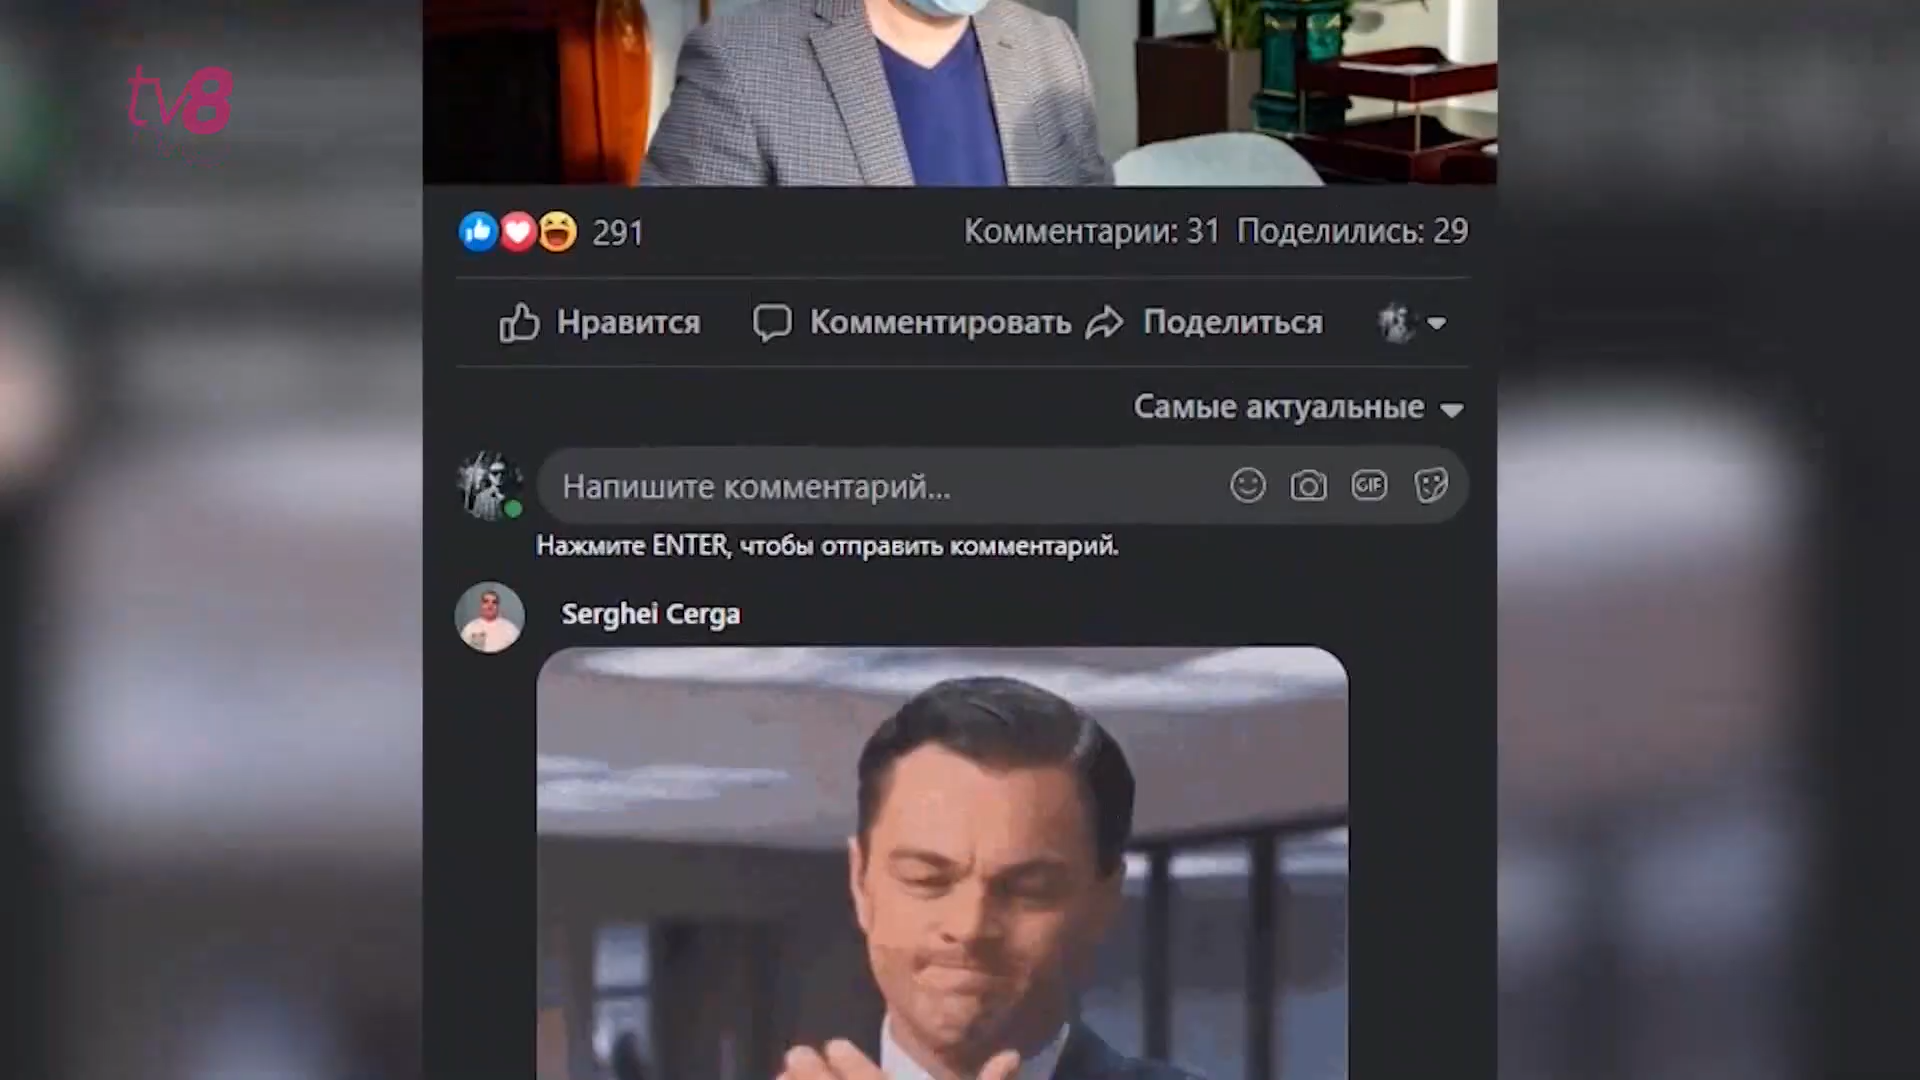 tv8
291
Комментарии: 31 Поделились: 29
Нравится Комментировать Поделиться
Самые актуальные
Напишите комментарий...
GIF
Нажмите ENTER, чтобы отправить комментарий.
Serghei Cerga